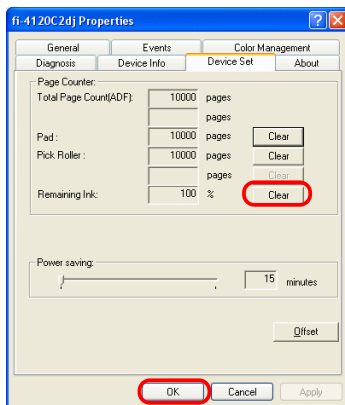 fi-4120C2dj Properties
General Events Color Management
Diagnosis Device Info Device Set About
Page Counter:
Total Page Count(ADF): 10000 pages
pages
Pad : 10000 pages Clear
Pick Roller : 10000 pages Clear
pages Clear
Remaining Ink: 100 % Clear
Power saving:
15 minutes
Offset
OK Cancel Apply